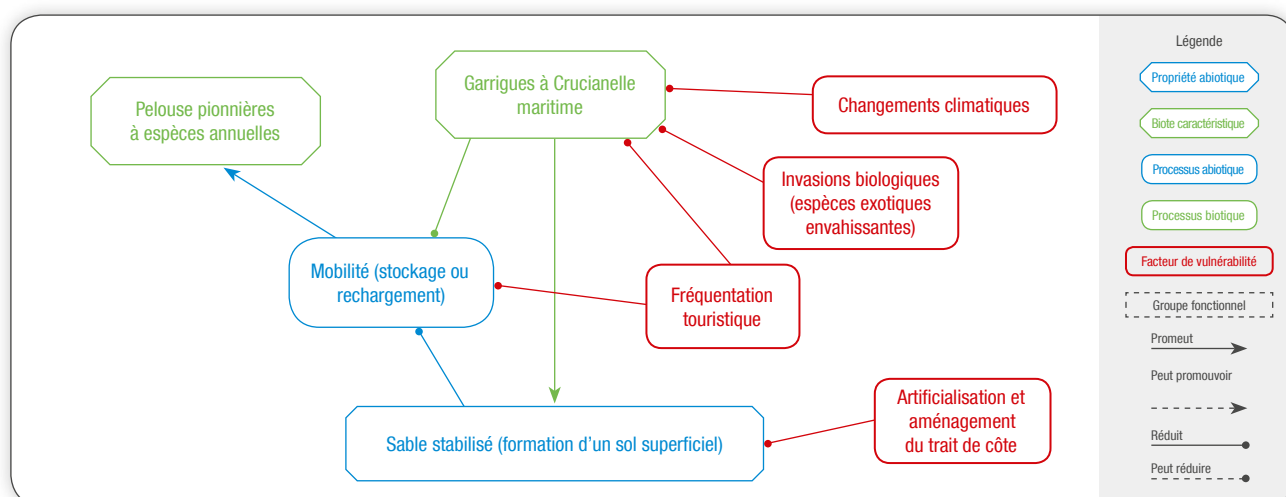 Pelouse pionnières
à espèces annuelles
Garrigues à Crucianelle
maritime
Changements climatiques
Invasions biologiques
(espèces exotiques
envahissantes)
Mobilité (stockage ou
rechargement)
Fréquentation
touristique
Artificialisation et
aménagement
du trait de côte
Sable stabilisé (formation d'un sol superficiel)
Légende
Propriété abiotique
Biote caractéristique
Processus abiotique
Processus biotique
Facteur de vulnérabilité
Groupe fonctionnel
Promeut
Peut promouvoir
Réduit
Peut réduire